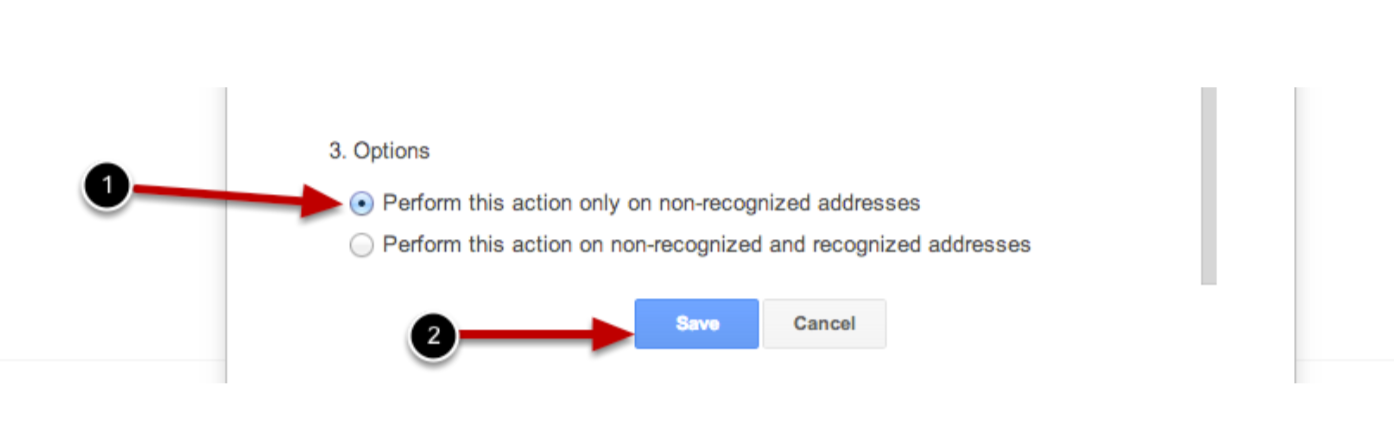 3. Options
1
Perform this action only on non-recognized addresses
Perform this action on non-recognized and recognized addresses
2
Save Cancel